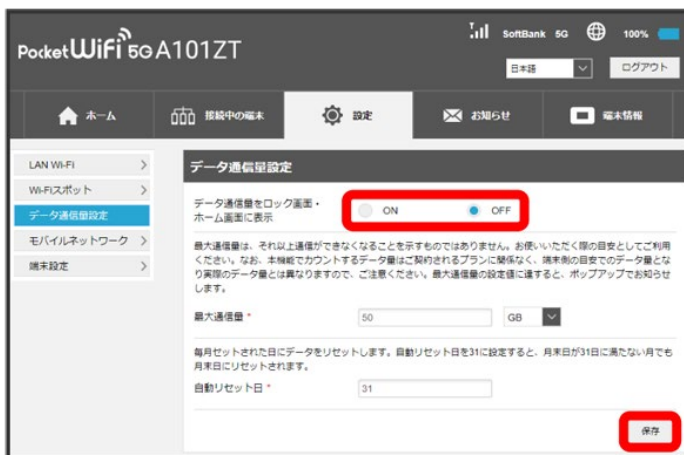 Pocket WiFi 5G A101ZT
SoftBank 5G 100%
日本語 ログアウト
ホーム 接続中の端末 設定 お知らせ 端末情報
LAN Wi-Fi
Wi-Fiスポット
データ通信量設定
モバイルネットワーク
端末設定
データ通信量設定
データ通信量をロック画面・
ホーム画面に表示
ON OFF
最大通信量は、それ以上通信ができなくなることを示すものではありません。お使いいただく際の目安としてご利用
ください。なお、本機能でカウントするデータ量はご契約されるプランに関係なく、端末側の目安でのデータ量とな
り実際のデータ量とは異なりますので、ご注意ください。最大通信量の設定値に達すると、ポップアップでお知らせ
します。
最大通信量 * 50 GB
毎月セットされた日にデータをリセットします。自動リセット日を31に設定すると、月末日が31日に満たない月でも
月末日にリセットされます。
自動リセット日 * 31
保存